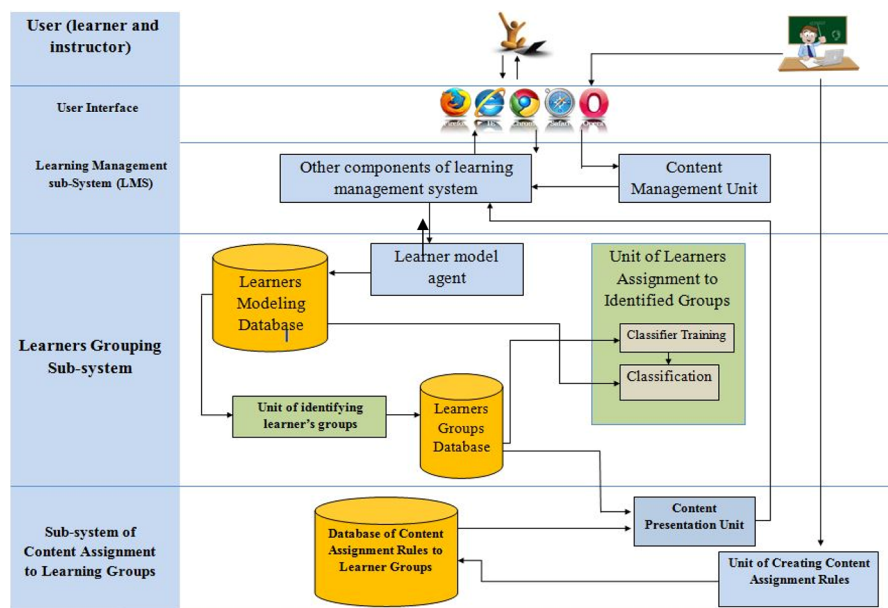 User (learner and
instructor)
User Interface
Learning Management
sub-System (LMS)
Other components of learning
management system
Content
Management Unit
Learners Grouping
Sub-system
Learners
Modeling
Database
Learner model
agent
Unit of Learners
Assignment to
Identified Groups
Classifier Training
Classification
Unit of identifying
learner's groups
Learners
Groups
Database
Sub-system of
Content Assignment
to Learning Groups
Database of Content
Assignment Rules to
Learner Groups
Content
Presentation Unit
Unit of Creating Content
Assignment Rules